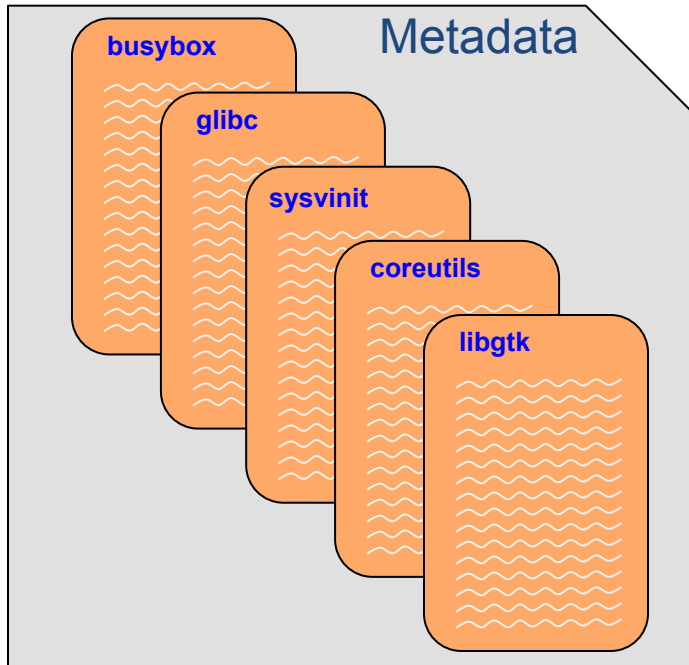 Metadata
busybox
glibc
sysvinit
coreutils
libgtk